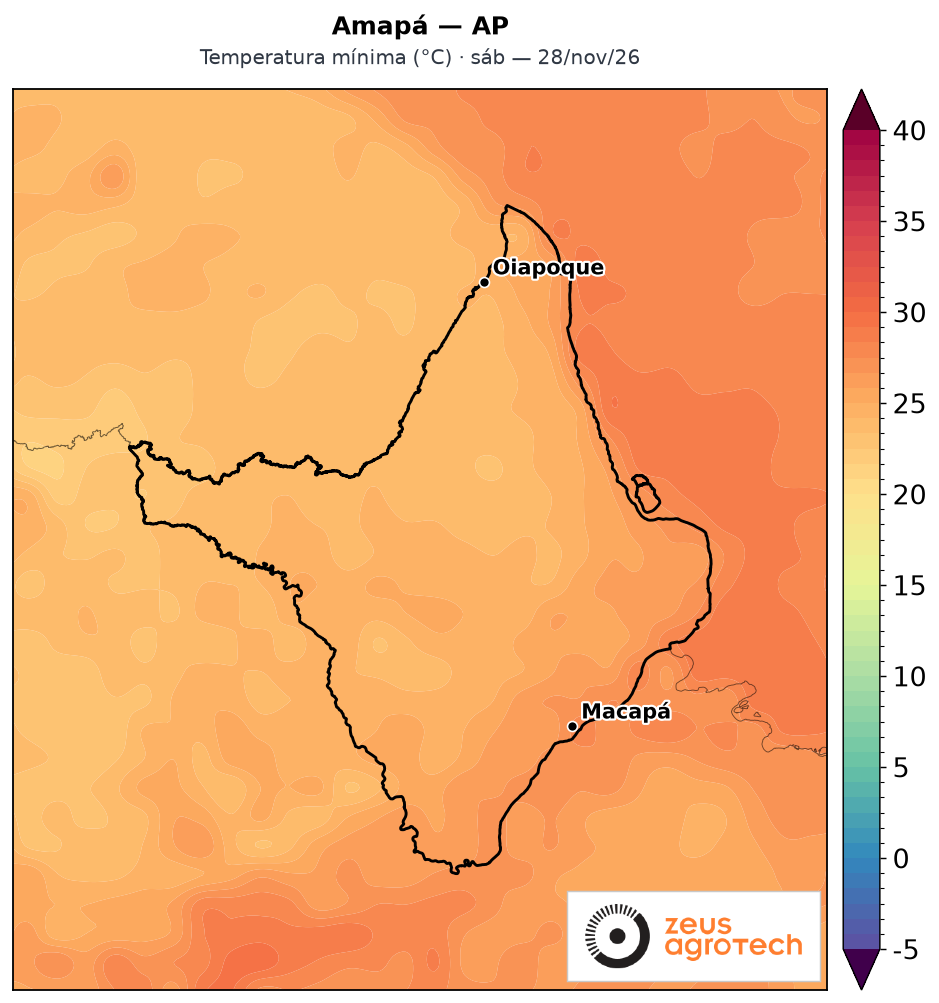 Amapá — AP
Temperatura mínima (°C) · sáb — 28/nov/26
Oiapoque
Macapá
40
35
30
25
20
15
10
5
0
-5
zeus
agrotech